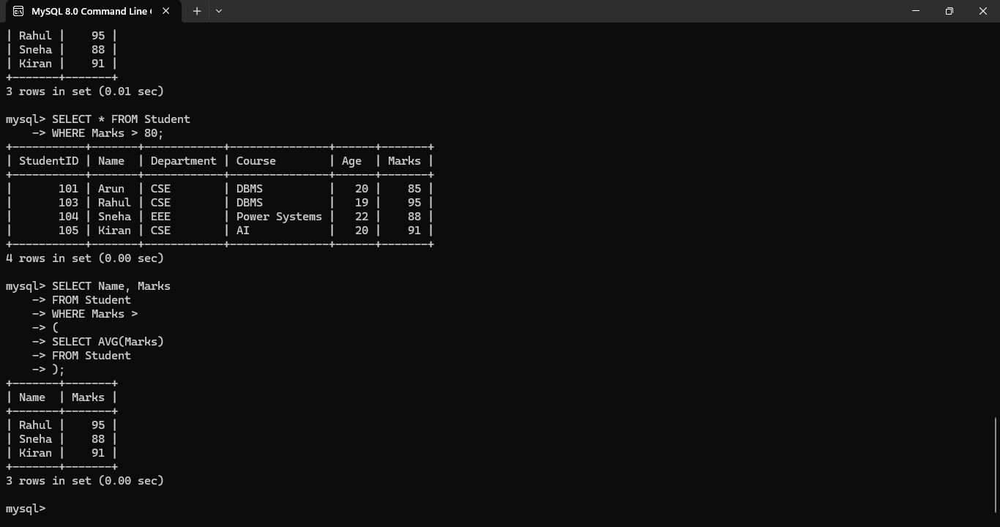 MySQL 8.0 Command Line
| Rahul |    95 |
| Sneha |    88 |
| Kiran |    91 |
+-------+-------+
3 rows in set (0.01 sec)
mysql> SELECT * FROM Student
    -> WHERE Marks > 80;
+-----------+-------+------------+---------------+------+-------+
| StudentID | Name  | Department | Course        | Age  | Marks |
+-----------+-------+------------+---------------+------+-------+
|       101 | Arun  | CSE        | DBMS          |   20 |    85 |
|       103 | Rahul | CSE        | DBMS          |   19 |    95 |
|       104 | Sneha | EEE        | Power Systems |   22 |    88 |
|       105 | Kiran | CSE        | AI            |   20 |    91 |
+-----------+-------+------------+---------------+------+-------+
4 rows in set (0.00 sec)
mysql> SELECT Name, Marks
    -> FROM Student
    -> WHERE Marks >
    -> (
    -> SELECT AVG(Marks)
    -> FROM Student
    -> );
+-------+-------+
| Name  | Marks |
+-------+-------+
| Rahul |    95 |
| Sneha |    88 |
| Kiran |    91 |
+-------+-------+
3 rows in set (0.00 sec)
mysql>